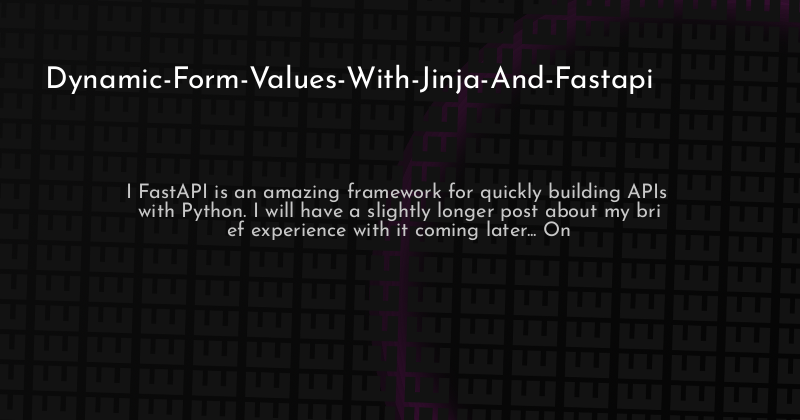 Dynamic-Form-Values-With-Jinja-And-Fastapi
I FastAPI is an amazing framework for quickly building APIs
with Python. I will have a slightly longer post about my bri
ef experience with it coming later... On